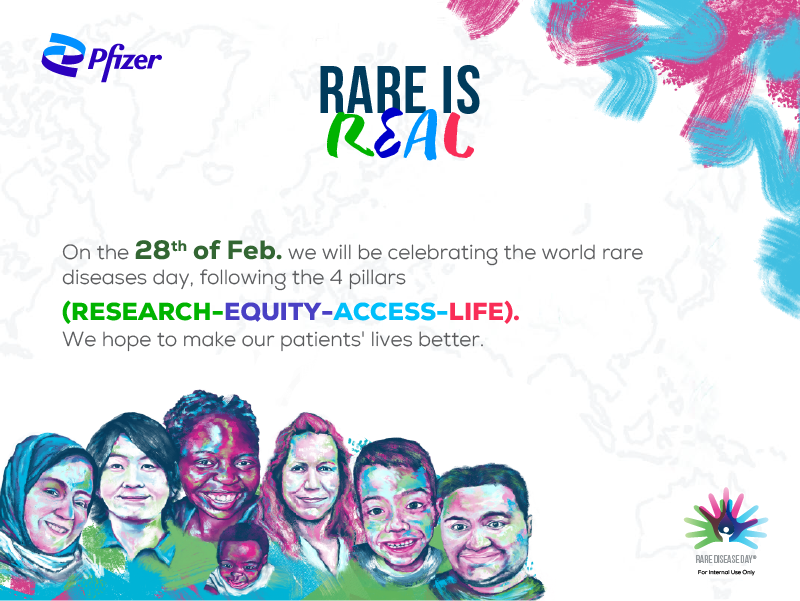 Pfizer
RARE IS
REAL
On the 28th of Feb. we will be celebrating the world rare
diseases day, following the 4 pillars
(RESEARCH-EQUITY-ACCESS-LIFE).
We hope to make our patients' lives better.
RARE DISEASE DAY®
For Internal Use Only